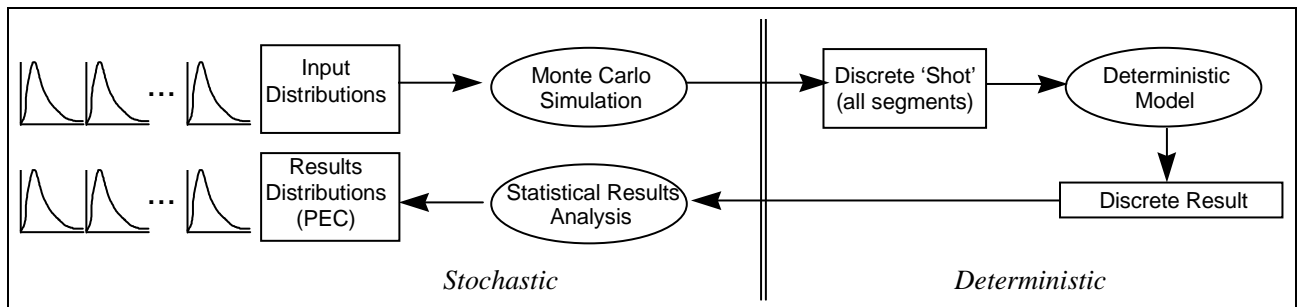 Input
Distributions
Monte Carlo
Simulation
Discrete ‘Shot’
(all segments)
Deterministic
Model
Results
Distributions
(PEC)
Statistical Results
Analysis
Discrete Result
Stochastic
Deterministic